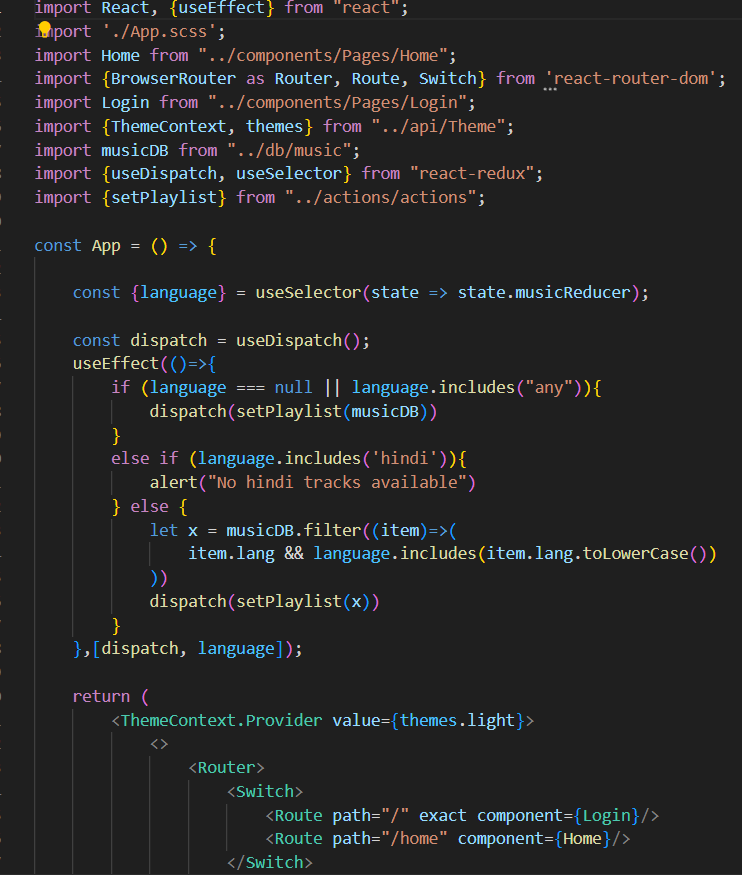 import React, {useEffect} from "react";
import './App.scss';
import Home from "../components/Pages/Home";
import {BrowserRouter as Router, Route, Switch} from 'react-router-dom';
import Login from "../components/Pages/Login";
import {ThemeContext, themes} from "../api/Theme";
import musicDB from "../db/music";
import {useDispatch, useSelector} from "react-redux";
import {setPlaylist} from "../actions/actions";

const App = () => {

    const {language} = useSelector(state => state.musicReducer);

    const dispatch = useDispatch();
    useEffect(()=>{
        if (language === null || language.includes("any")){
            dispatch(setPlaylist(musicDB))
        }
        else if (language.includes('hindi')){
            alert("No hindi tracks available")
        } else {
            let x = musicDB.filter((item)=>(
                item.lang && language.includes(item.lang.toLowerCase())
            ))
            dispatch(setPlaylist(x))
        }
    },[dispatch, language]);

    return (
        <ThemeContext.Provider value={themes.light}>
            <>
                <Router>
                    <Switch>
                        <Route path="/" exact component={Login}/>
                        <Route path="/home" component={Home}/>
                    </Switch>